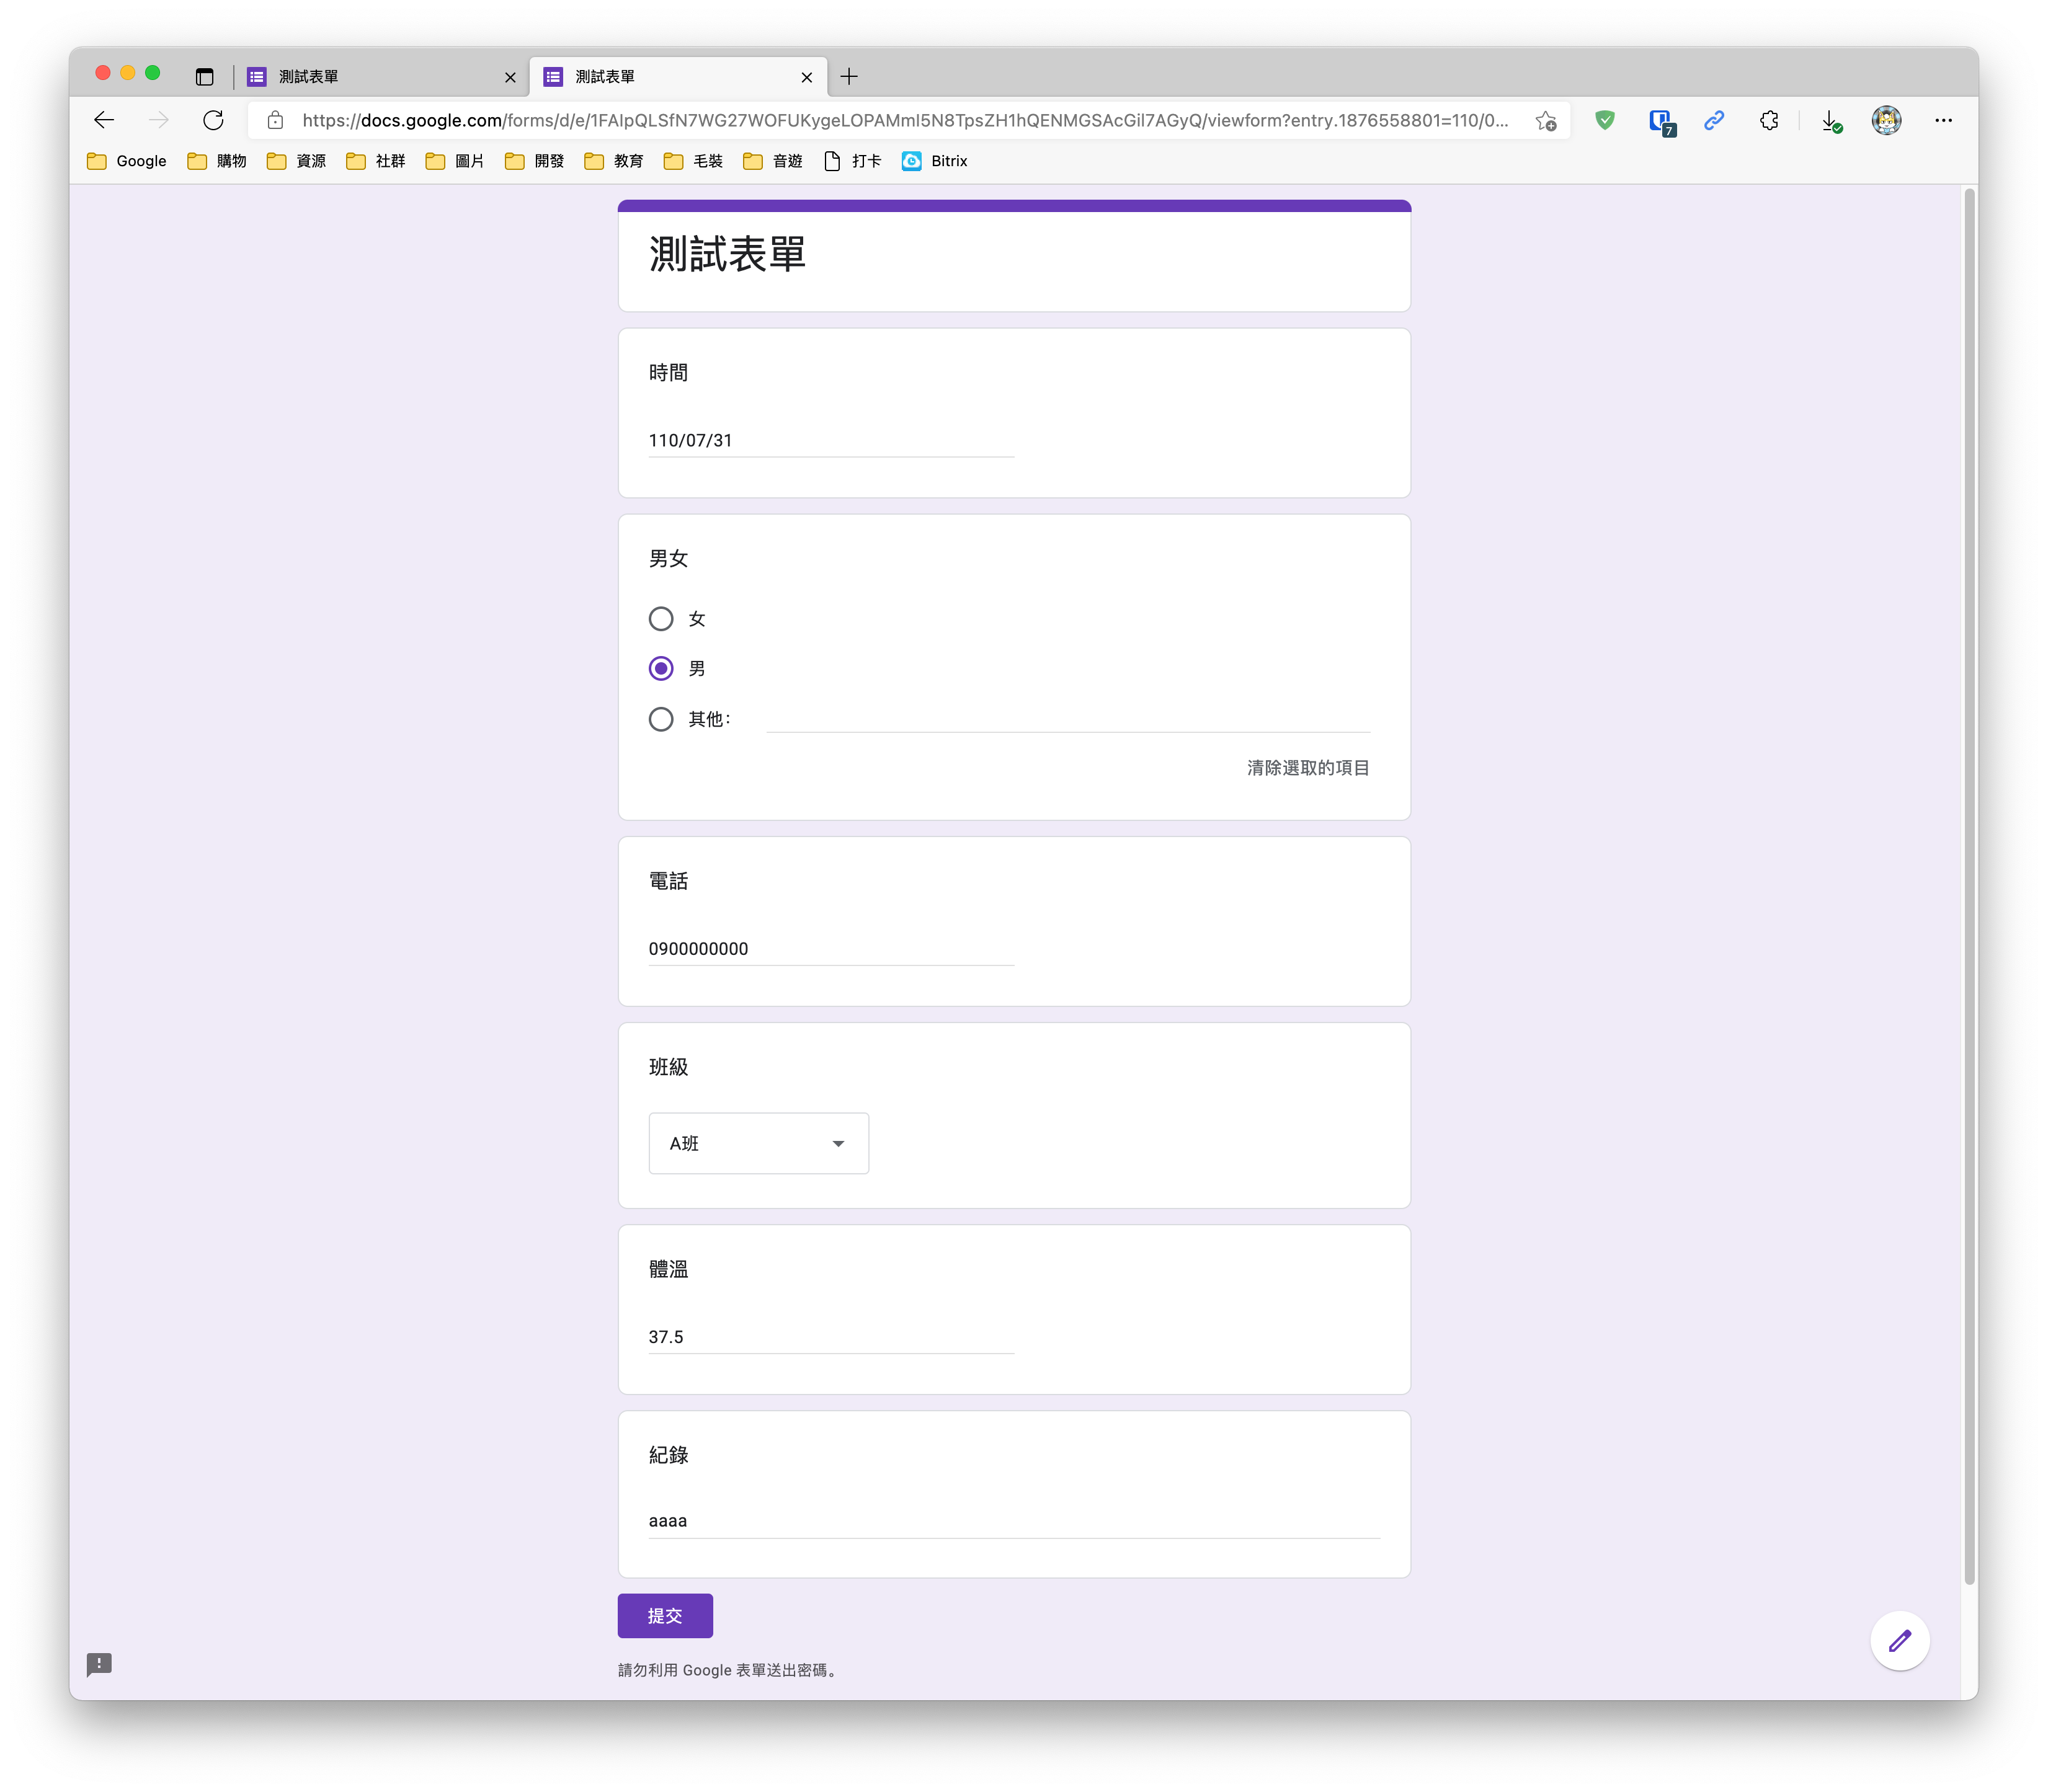 測試表單
測試表單
https://docs.google.com/forms/d/e/1FAIpQLSfN7WG27WOFUKygeLOPAMmI5N8TpsZH1hQENMGSAcGil7AGyQ/viewform?entry.1876558801=110/0...
7
Google 購物 資源 社群 圖片 開發 教育 毛裝 音遊 打卡 Bitrix
測試表單
時間
110/07/31
男女
女
男
其他：
清除選取的項目
電話
0900000000
班級
A班
體溫
37.5
紀錄
aaaa
提交
請勿利用 Google 表單送出密碼。